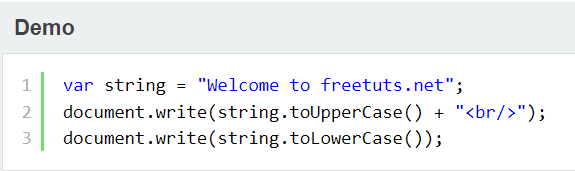 Demo
1 var string = "Welcome to freetuts.net";
2 document.write(string.toUpperCase() + "<br/>");
3 document.write(string.toLowerCase());